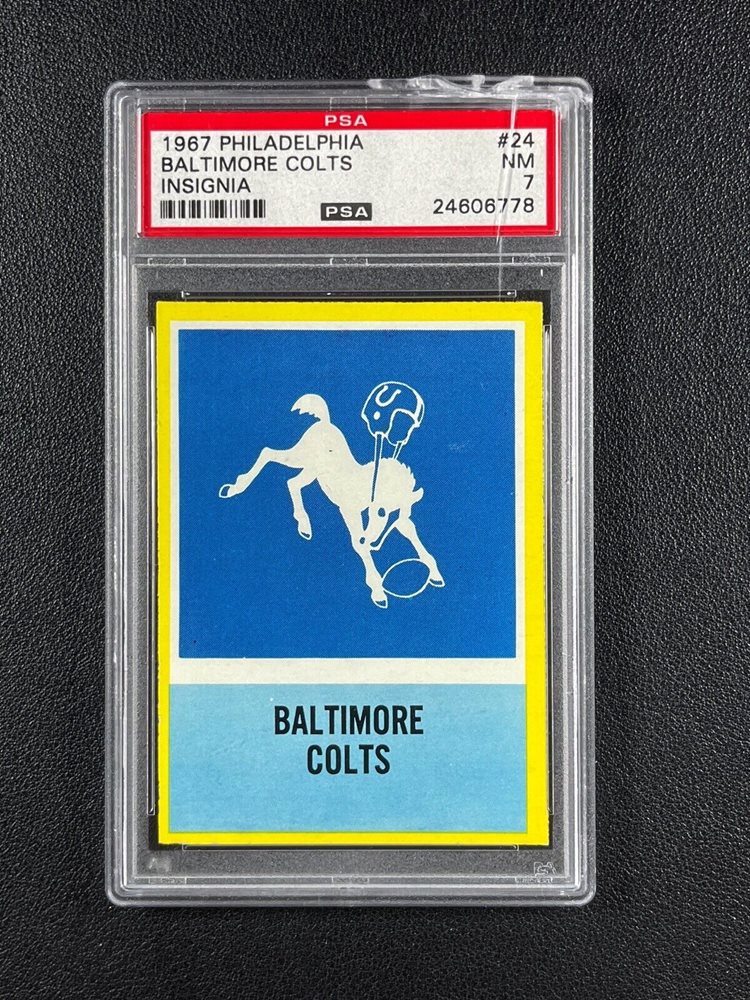 PSA
1967 PHILADELPHIA #24
BALTIMORE COLTS NM
INSIGNIA 7
PSA 24606778
BALTIMORE
COLTS